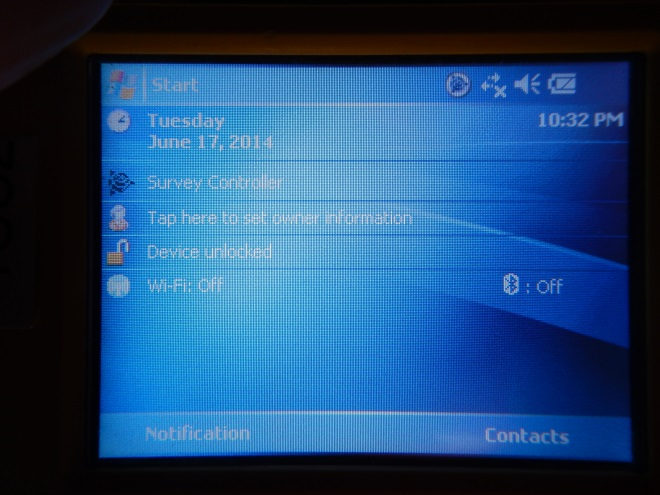 Start
Tuesday
10:32 PM
June 17, 2014
Survey Controller
Tap here to set owner information
Device unlocked
Wi-Fi: Off
: Off
Notification
Contacts